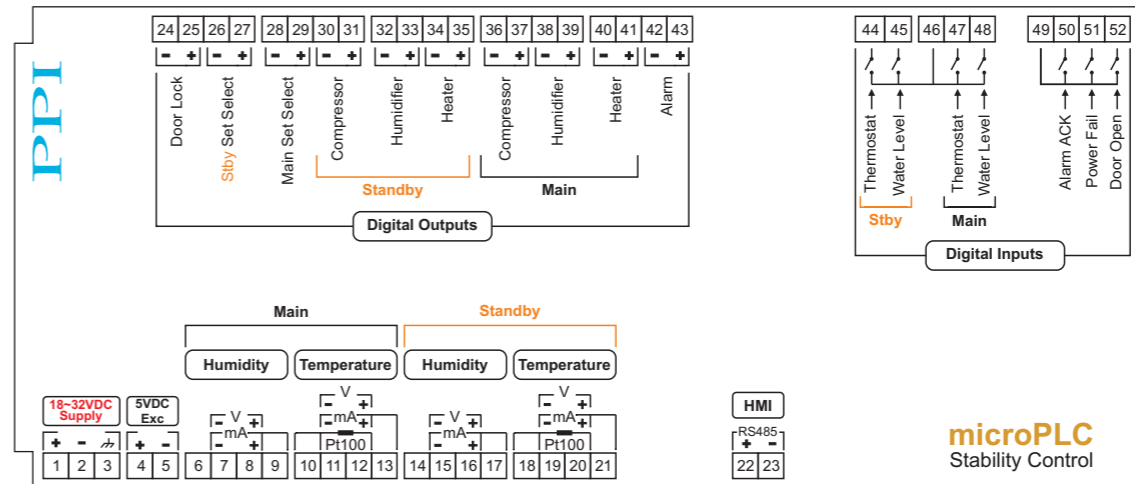 PPI
24 25 26 27 28 29 30 31 32 33 34 35 36 37 38 39 40 41 42 43
- + - + - + - + - + - + - + - + - + - +
Door Lock
Stby Set Select
Main Set Select
Compressor
Humidifier
Heater
Compressor
Humidifier
Heater
Alarm
Standby
Main
Digital Outputs
44 45 46 47 48 49 50 51 52
Thermostat
Water Level
Thermostat
Water Level
Alarm ACK
Power Fail
Door Open
Stby
Main
Digital Inputs
Main
Standby
Humidity
Temperature
Humidity
Temperature
18~32VDC
Supply
+ -
1 2 3
5VDC
Exc
+ -
4 5
V
- +
mA
- +
6 7 8 9
V
- +
mA
- +
Pt100
10 11 12 13
V
- +
mA
- +
14 15 16 17
V
- +
mA
- +
Pt100
18 19 20 21
HMI
RS485
+ -
22 23
microPLC
Stability Control